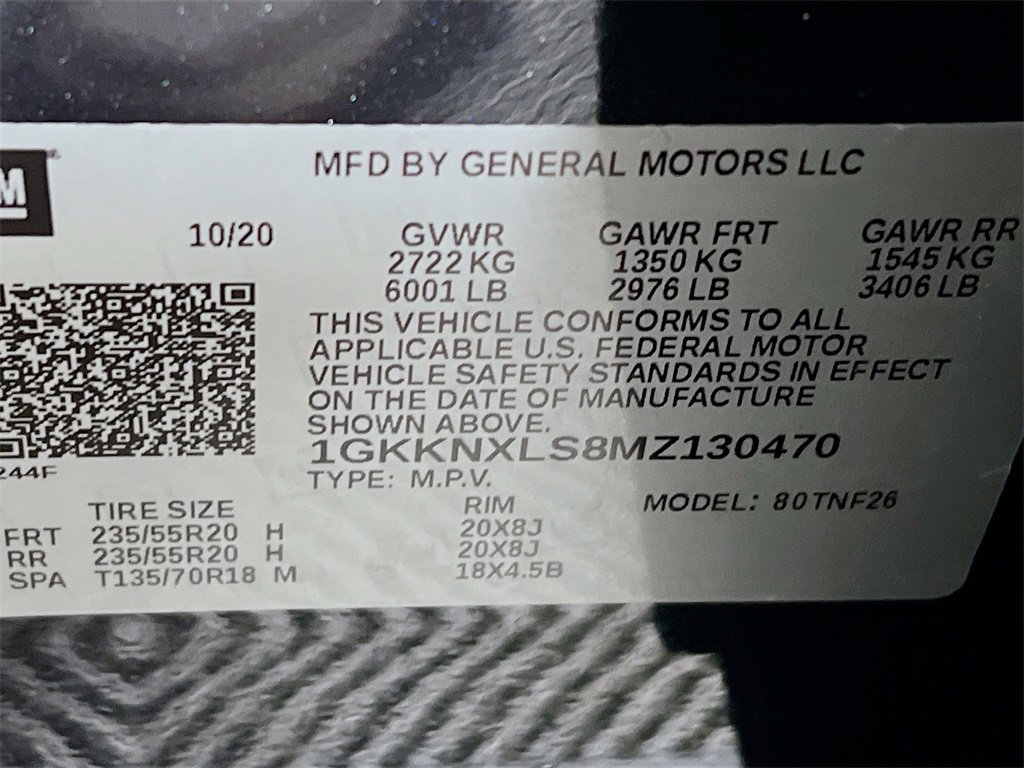 MFD BY GENERAL MOTORS LLC
10/20 GVWR GAWR FRT GAWR RR
2722 KG 1350 KG 1545 KG
6001 LB 2976 LB 3406 LB
THIS VEHICLE CONFORMS TO ALL
APPLICABLE U.S. FEDERAL MOTOR
VEHICLE SAFETY STANDARDS IN EFFECT
ON THE DATE OF MANUFACTURE
SHOWN ABOVE.
1GKKNXLS8MZ130470
TYPE: M.P.V.
TIRE SIZE RIM MODEL: 80TNF26
FRT 235/55R20 H 20X8J
RR 235/55R20 H 20X8J
SPA T135/70R18 M 18X4.5B